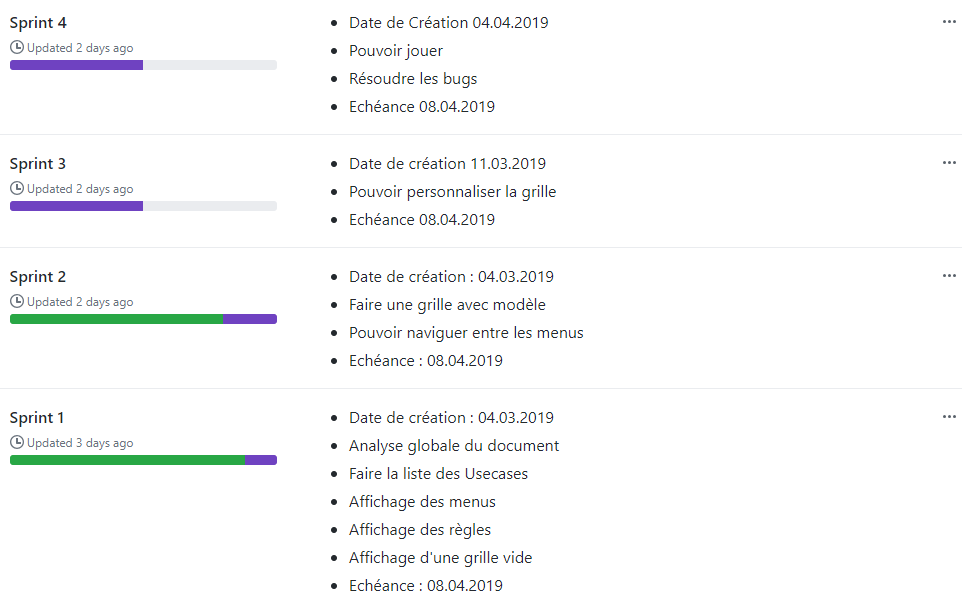 Sprint 4
Updated 2 days ago
Date de Création 04.04.2019
Pouvoir jouer
Résoudre les bugs
Echéance 08.04.2019
Sprint 3
Updated 2 days ago
Date de création 11.03.2019
Pouvoir personnaliser la grille
Echéance 08.04.2019
Sprint 2
Updated 2 days ago
Date de création : 04.03.2019
Faire une grille avec modèle
Pouvoir naviguer entre les menus
Echéance : 08.04.2019
Sprint 1
Updated 3 days ago
Date de création : 04.03.2019
Analyse globale du document
Faire la liste des Usecases
Affichage des menus
Affichage des règles
Affichage d'une grille vide
Echéance : 08.04.2019